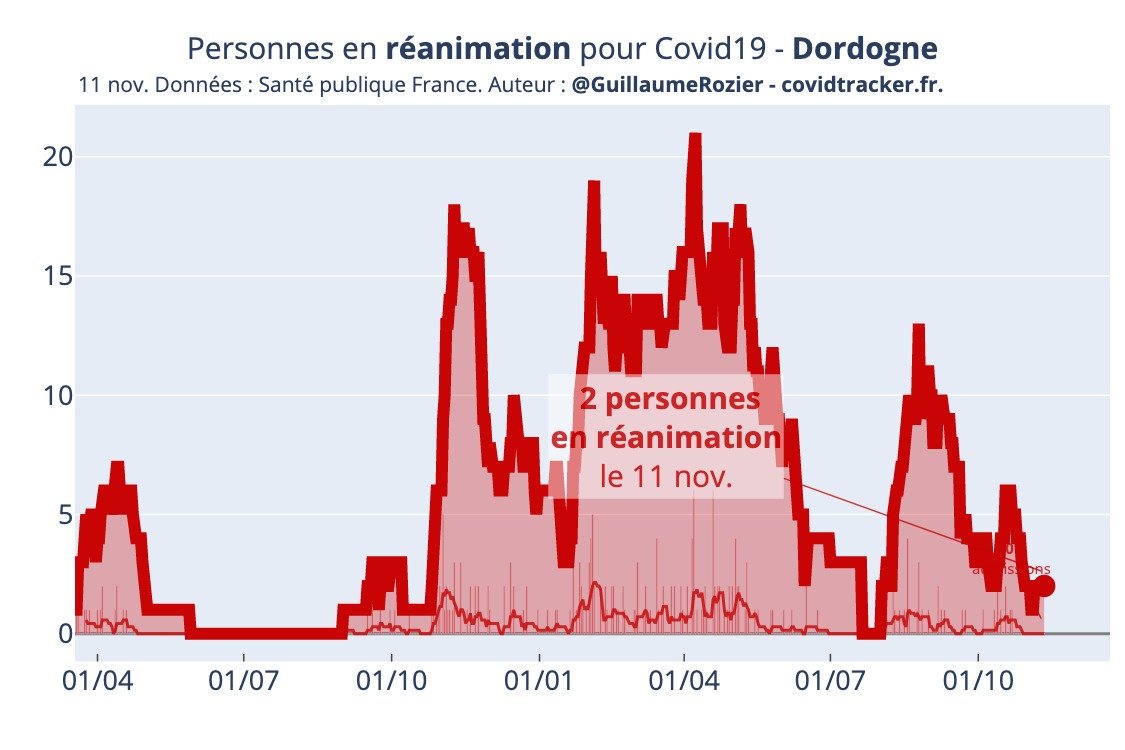 Personnes en réanimation pour Covid19 - Dordogne
11 nov. Données : Santé publique France. Auteur : @GuillaumeRozier - covidtracker.fr.
20
15
10
5
0
2 personnes
en réanimation
le 11 nov.
admissions
01/04
01/07
01/10
01/01
01/04
01/07
01/10